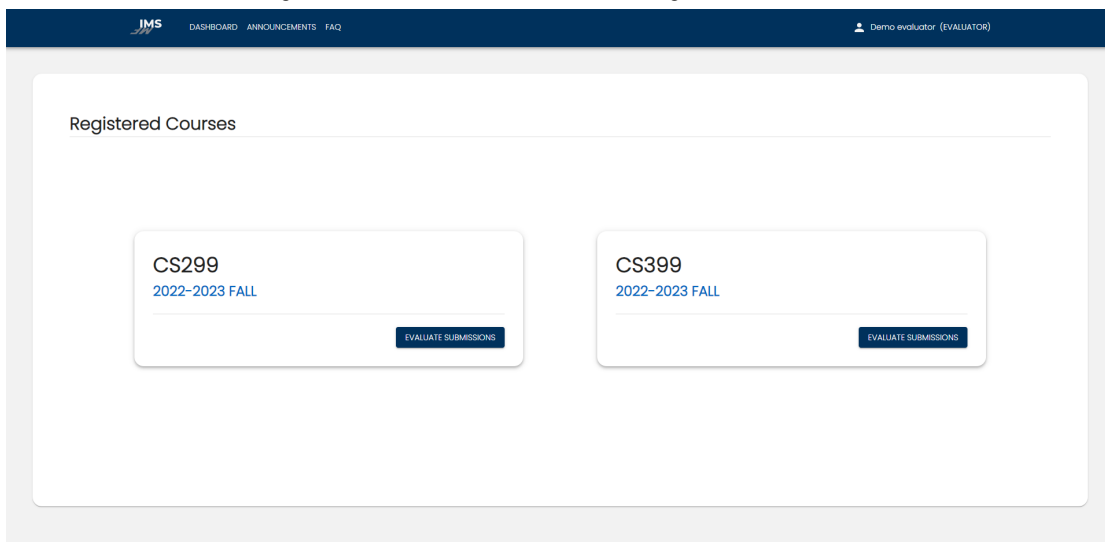 IMS DASHBOARD ANNOUNCEMENTS FAQ Demo evaluator (EVALUATOR)
Registered Courses
CS299
2022-2023 FALL
EVALUATE SUBMISSIONS
CS399
2022-2023 FALL
EVALUATE SUBMISSIONS